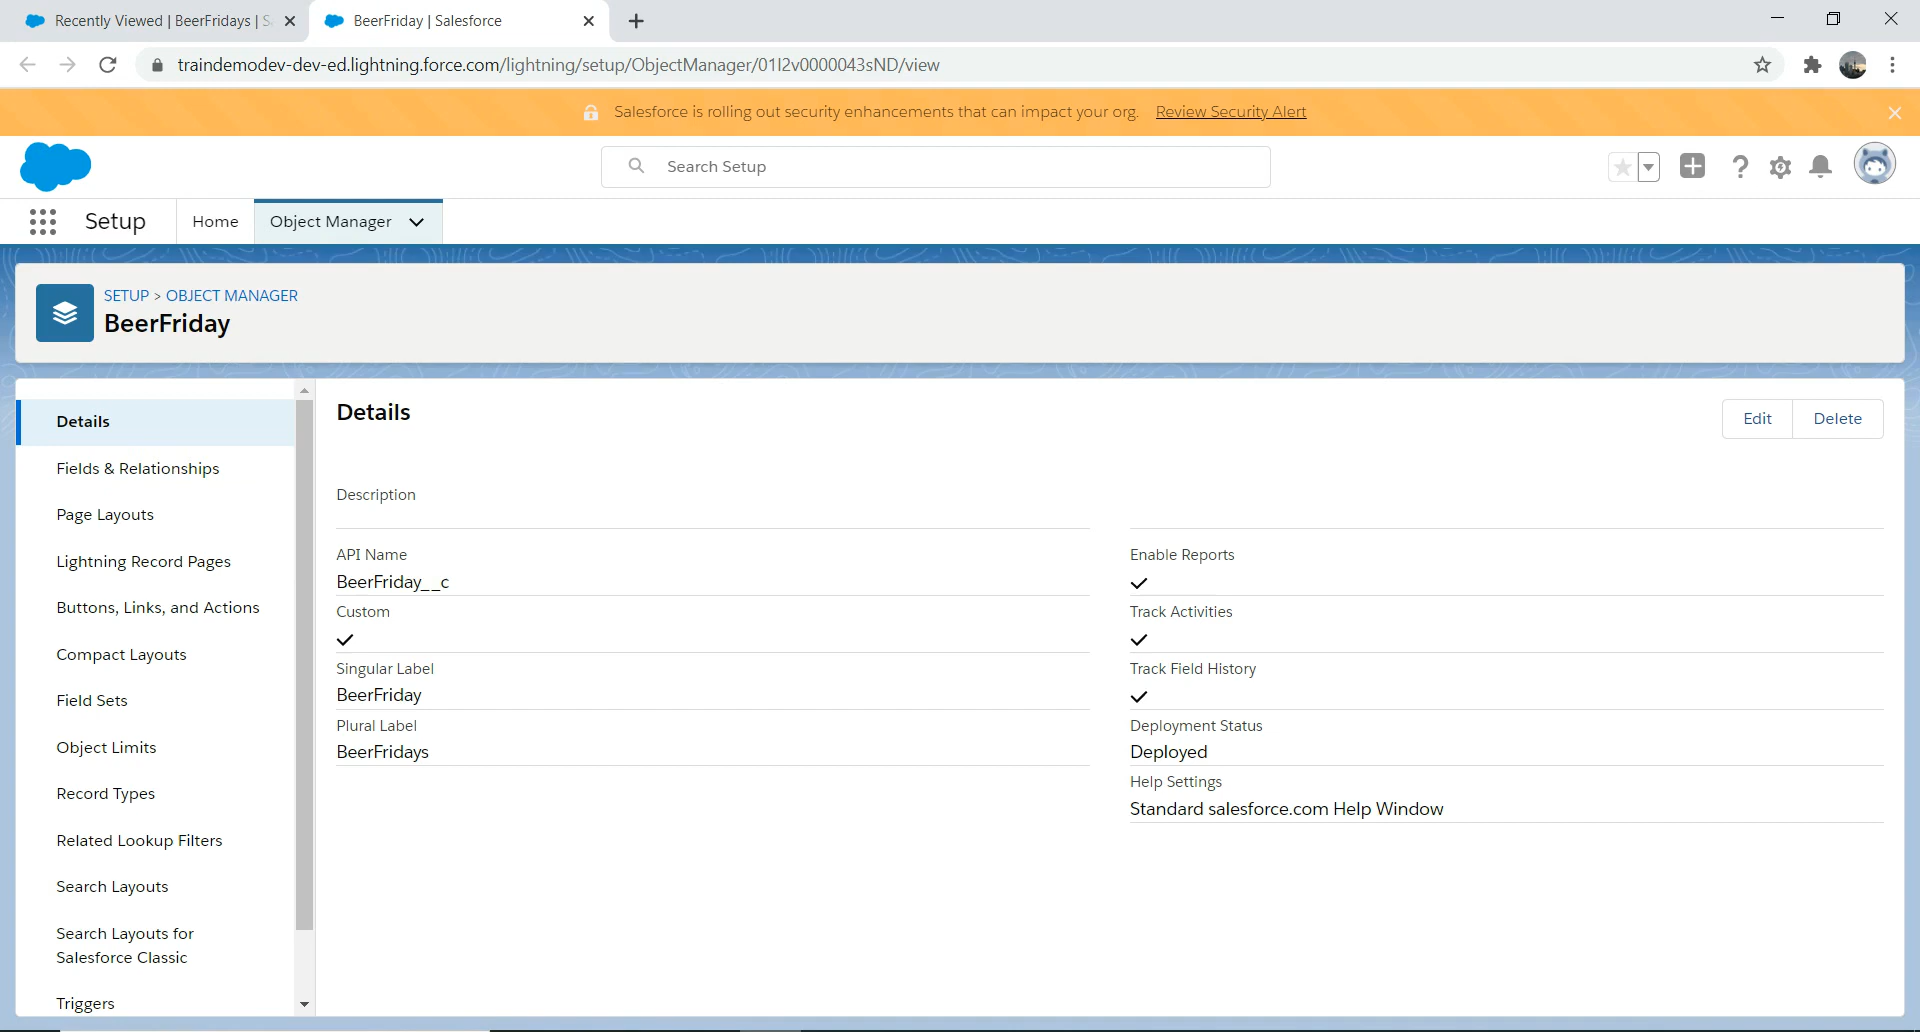 Recently Viewed | BeerFridays | S
BeerFriday | Salesforce
traindemodev-dev-ed.lightning.force.com/lightning/setup/ObjectManager/01I2v0000043sND/view
Salesforce is rolling out security enhancements that can impact your org. Review Security Alert
Search Setup
Setup
Home
Object Manager
SETUP > OBJECT MANAGER
BeerFriday
Details
Fields & Relationships
Page Layouts
Lightning Record Pages
Buttons, Links, and Actions
Compact Layouts
Field Sets
Object Limits
Record Types
Related Lookup Filters
Search Layouts
Search Layouts for
Salesforce Classic
Triggers
Details
Edit
Delete
Description
API Name
BeerFriday__c
Custom
Singular Label
BeerFriday
Plural Label
BeerFridays
Enable Reports
Track Activities
Track Field History
Deployment Status
Deployed
Help Settings
Standard salesforce.com Help Window